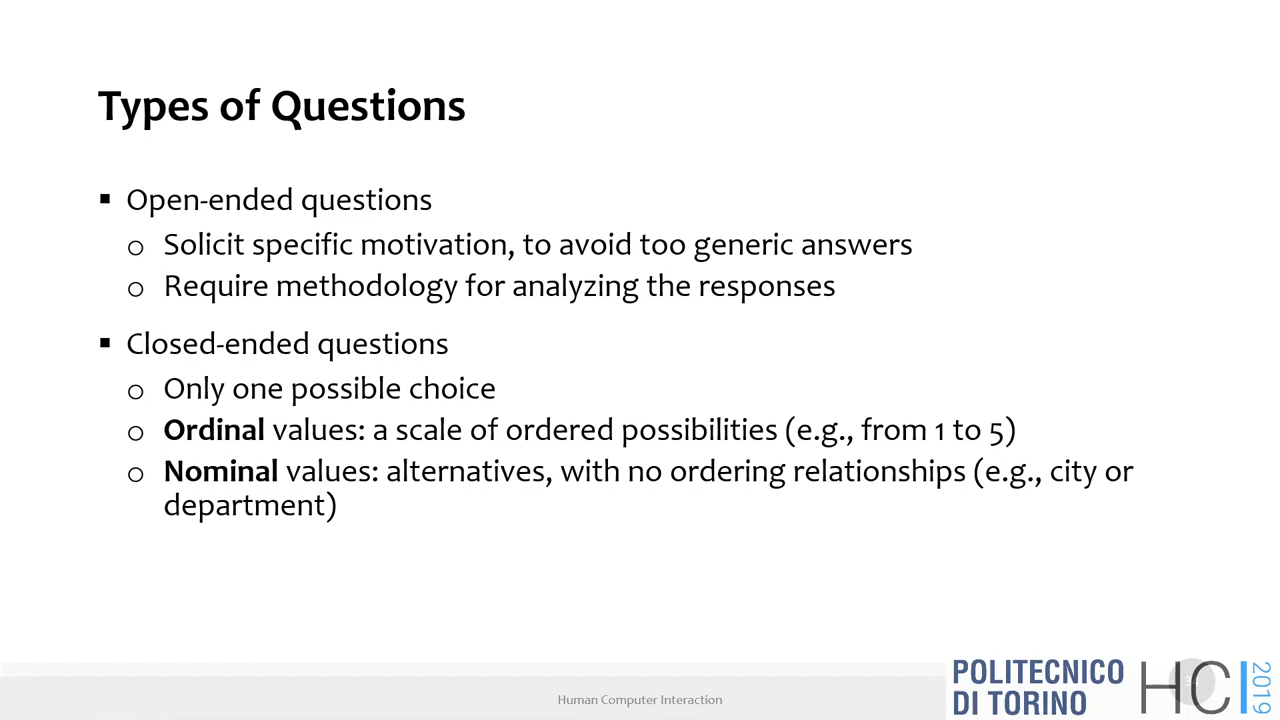 Types of Questions
▪ Open-ended questions
o Solicit specific motivation, to avoid too generic answers
o Require methodology for analyzing the responses
▪ Closed-ended questions
o Only one possible choice
o Ordinal values: a scale of ordered possibilities (e.g., from 1 to 5)
o Nominal values: alternatives, with no ordering relationships (e.g., city or
department)
Human Computer Interaction
POLITECNICO
DI TORINO
HCI
2019